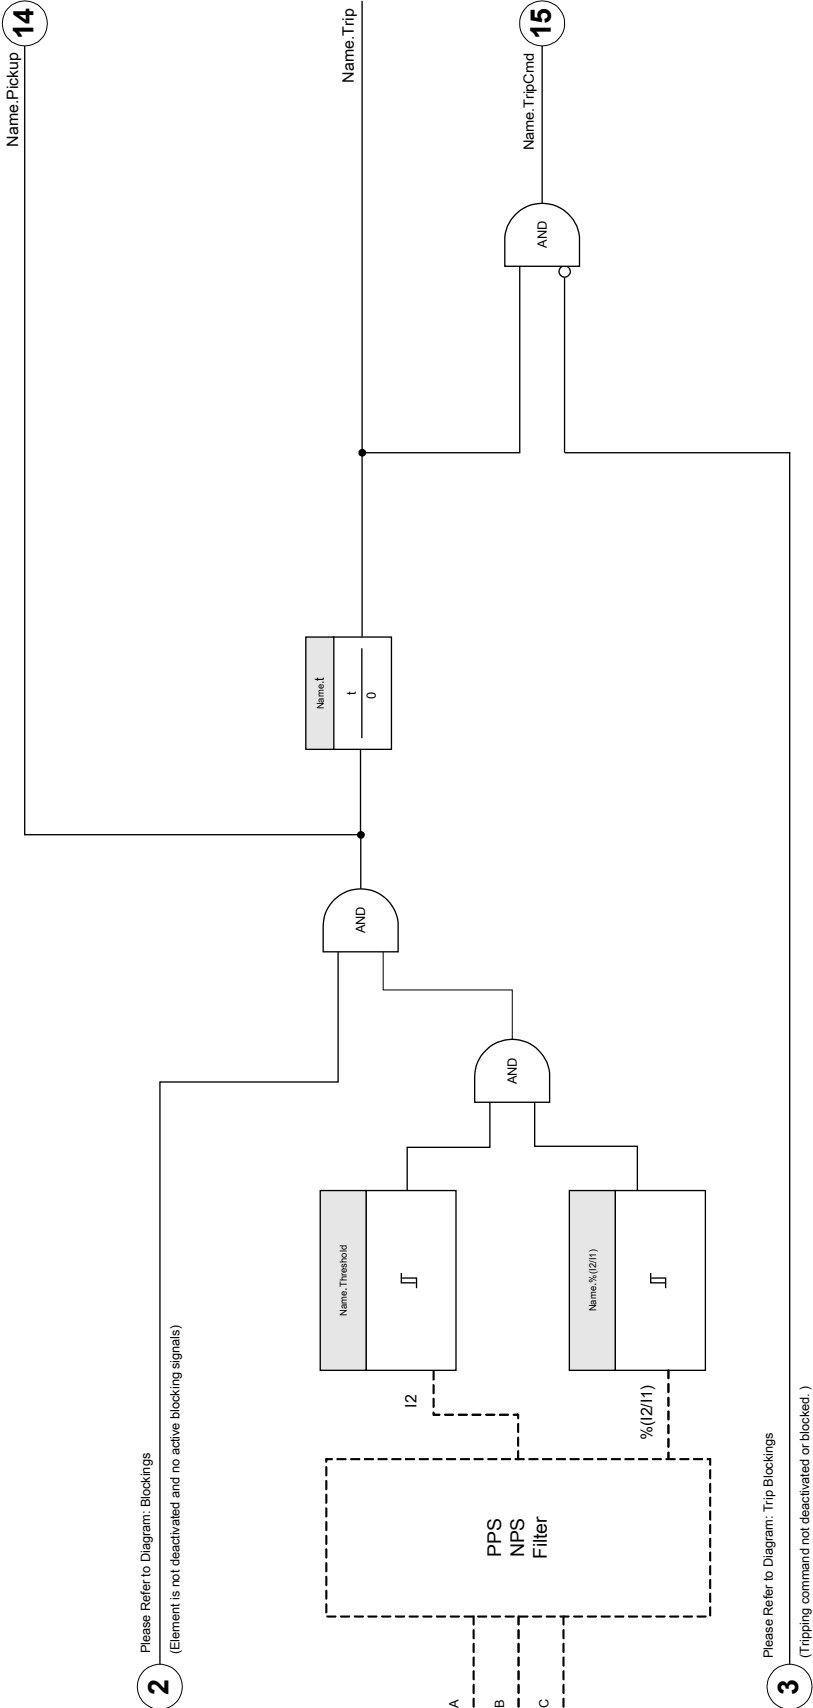 2
Please Refer to Diagram: Blockings
(Element is not deactivated and no active blocking signals)
Name.Pickup
14
A
B
C
PPS
NPS
Filter
I2
%(I2/I1)
Name.Threshold
Name.%(I2/I1)
AND
AND
Name.t
t
0
Name.Trip
AND
Name.TripCmd
15
3
Please Refer to Diagram: Trip Blockings
(Tripping command not deactivated or blocked. )